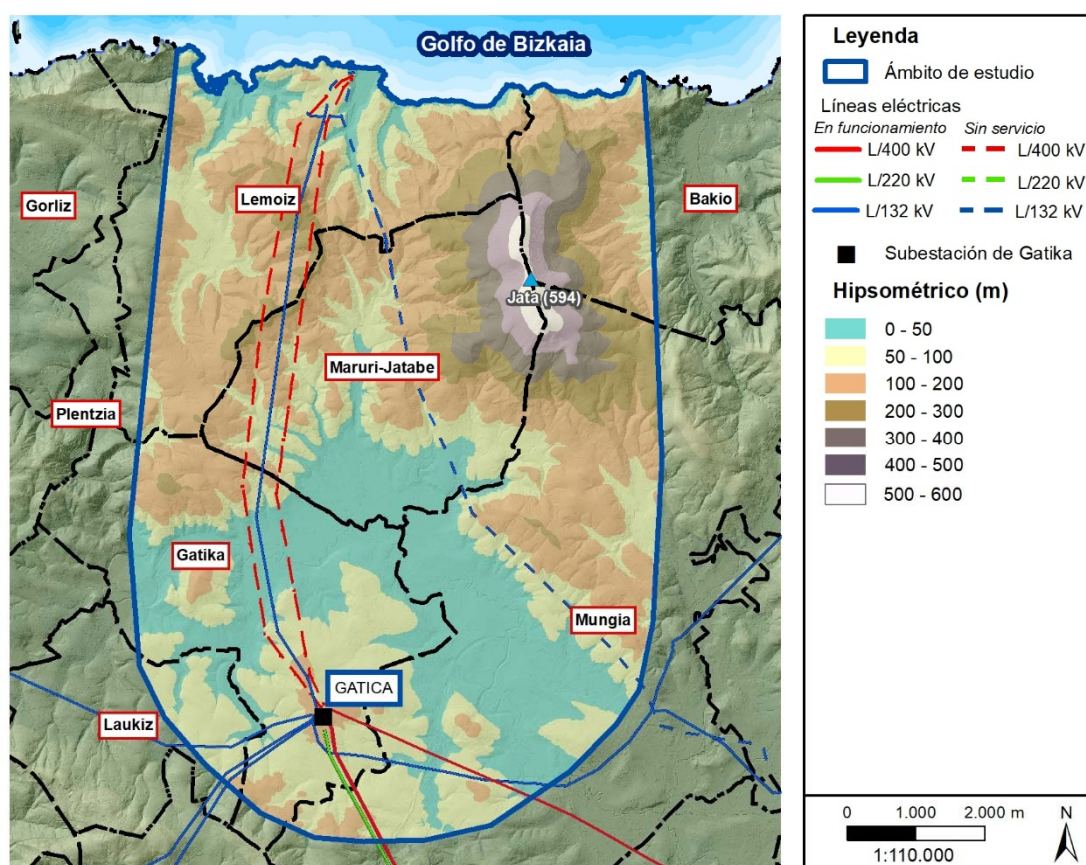 Golfo de Bizkaia
Gorliz
Lemoiz
Bakio
Jata (594)
Maruri-Jatabe
Plentzia
Gatika
Mungia
GATICA
Laukiz
Leyenda
Ámbito de estudio
Líneas eléctricas
En funcionamiento Sin servicio
L/400 kV L/400 kV
L/220 kV L/220 kV
L/132 kV L/132 kV
Subestación de Gatika
Hipsométrico (m)
0 - 50
50 - 100
100 - 200
200 - 300
300 - 400
400 - 500
500 - 600
0 1.000 2.000 m
N
1:110.000